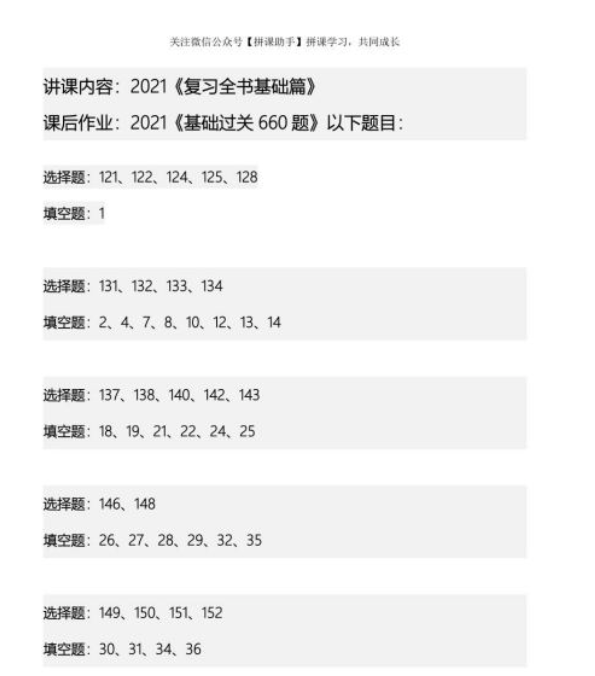 关注微信公众号【拼课助手】拼课学习，共同成长
讲课内容：2021《复习全书基础篇》
课后作业：2021《基础过关 660 题》以下题目：
选择题：121、122、124、125、128
填空题：1
选择题：131、132、133、134
填空题：2、4、7、8、10、12、13、14
选择题：137、138、140、142、143
填空题：18、19、21、22、24、25
选择题：146、148
填空题：26、27、28、29、32、35
选择题：149、150、151、152
填空题：30、31、34、36